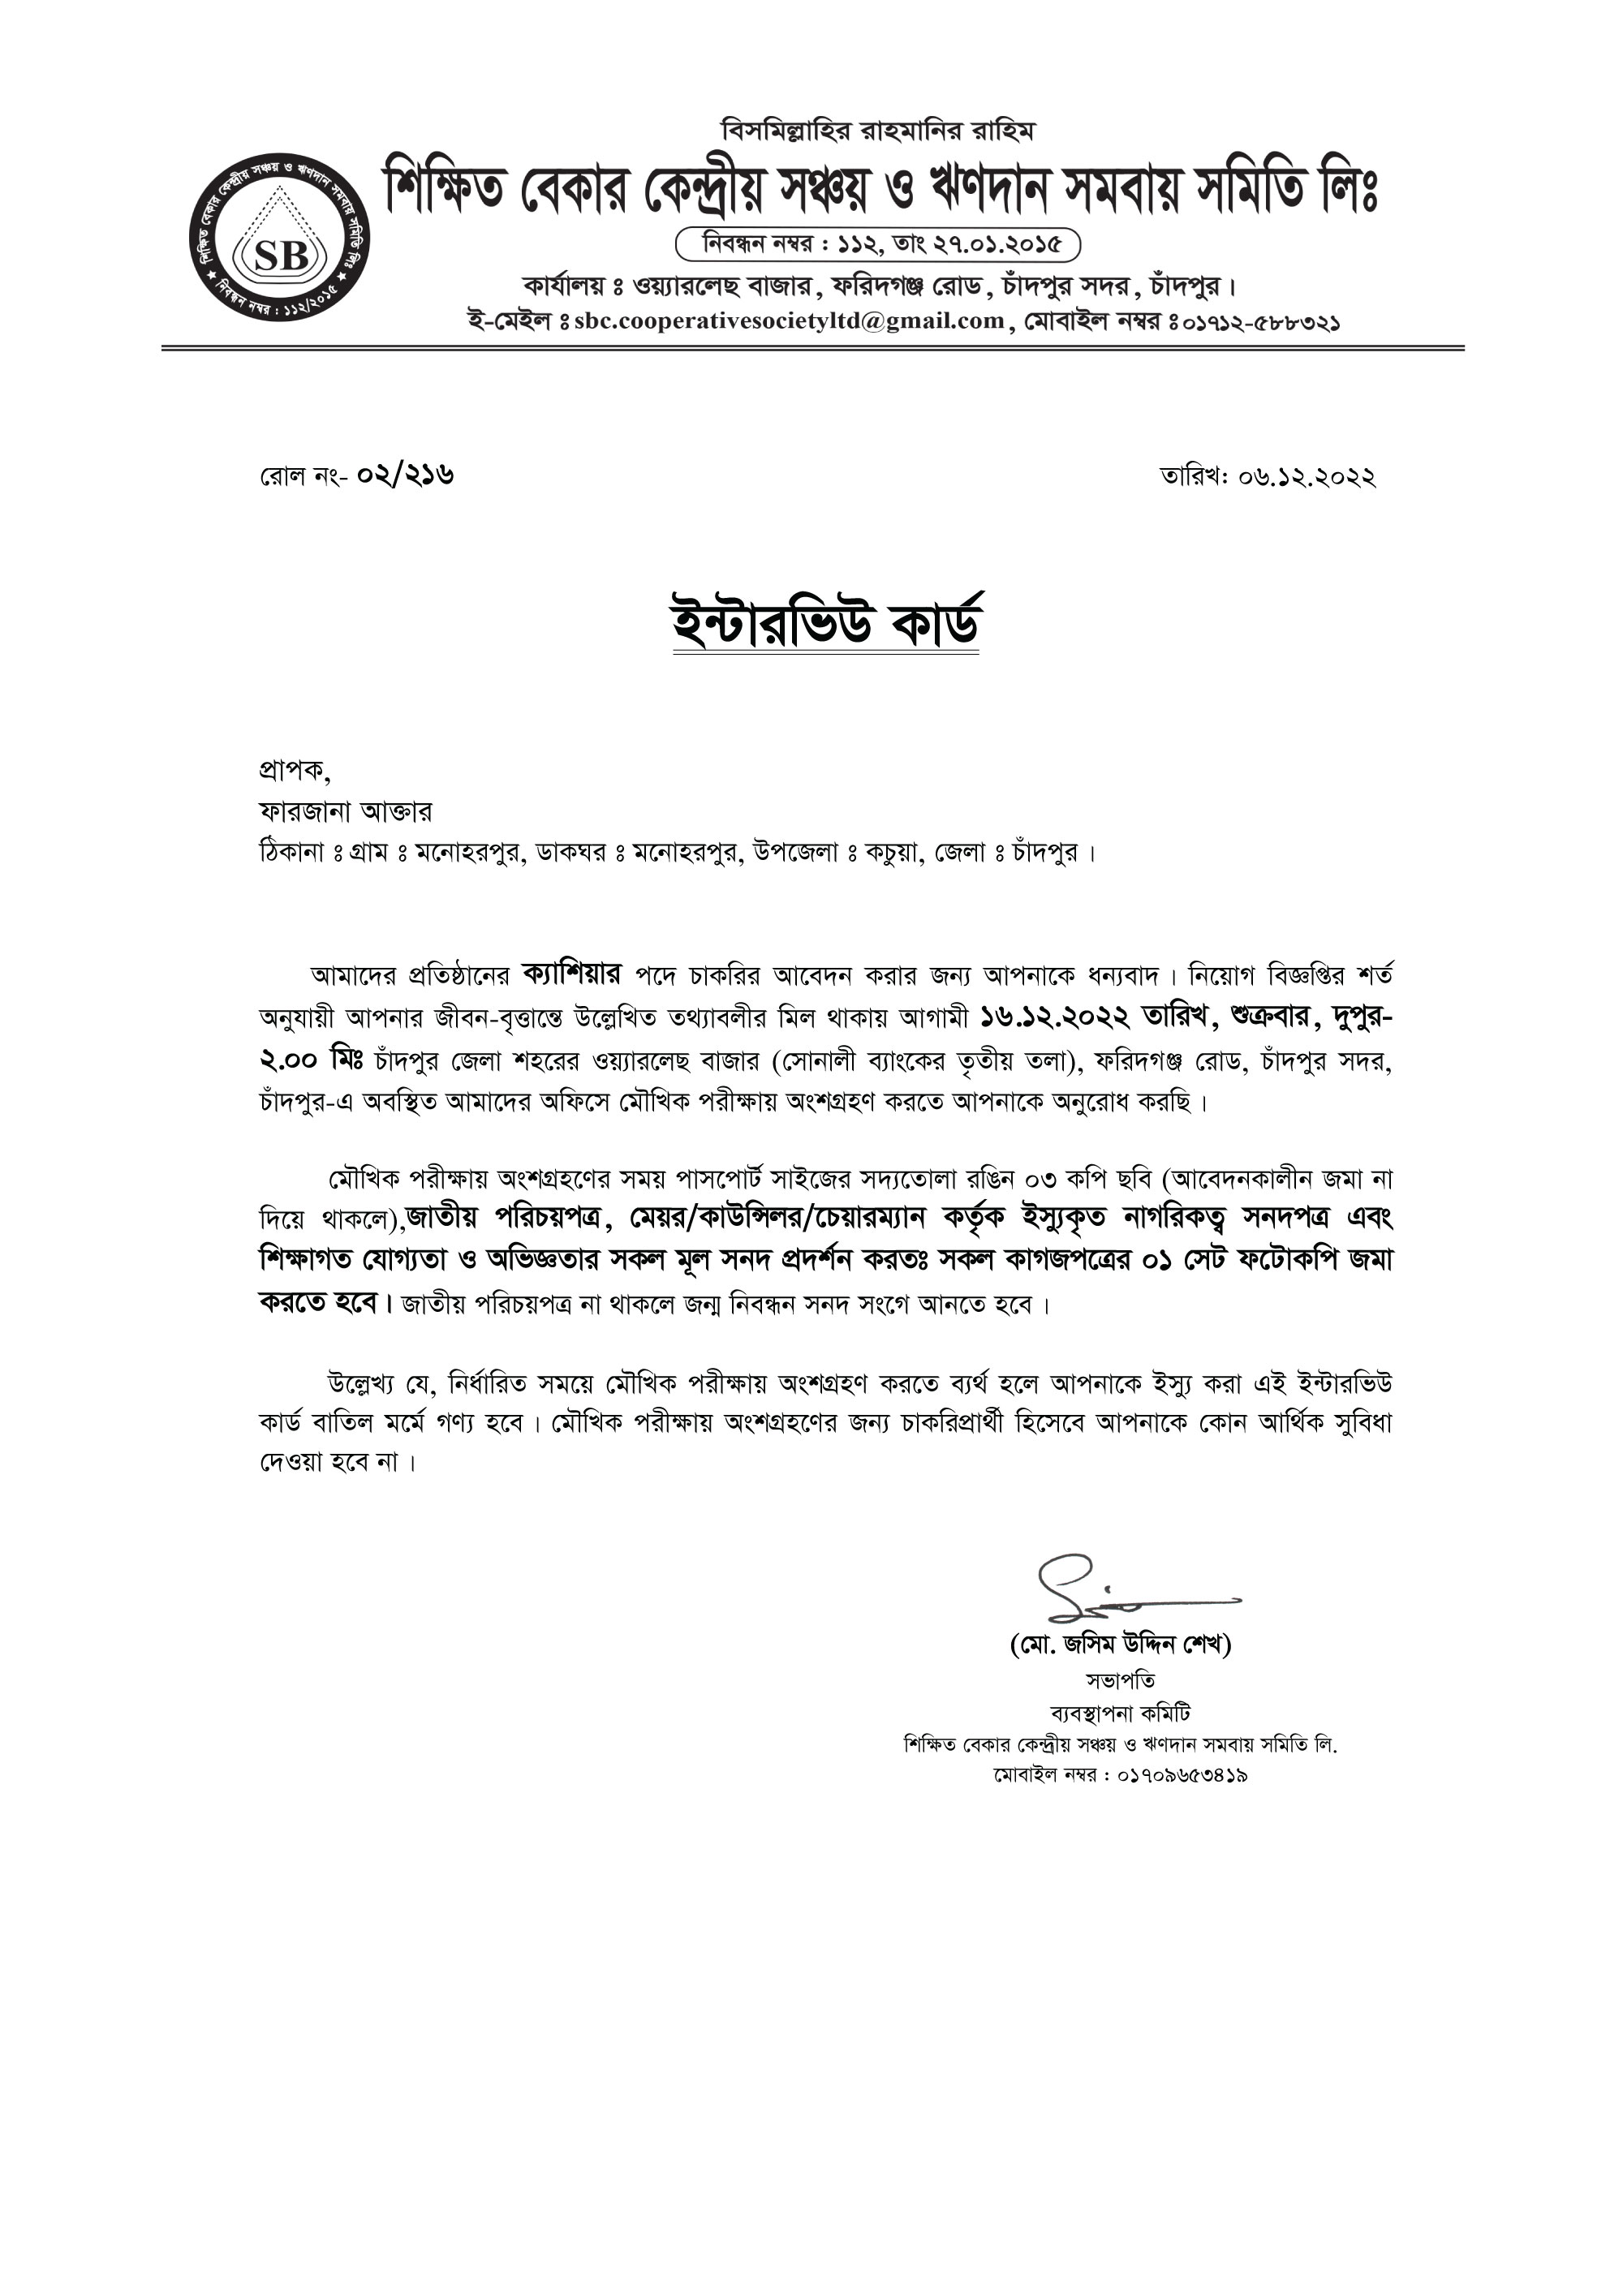 বিসমিল্লাহির রাহমানির রাহিম
শিক্ষিত বেকার কেন্দ্রীয় সঞ্চয় ও ঋণদান সমবায় সমিতি লিঃ
শিক্ষিত বেকার কেন্দ্রীয় সঞ্চয় ও ঋণদান সমবায় সমিতি লিঃ
SB
★ নিবন্ধন নম্বর : ১১২/২০১৫ ★
নিবন্ধন নম্বর : ১১২, তাং ২৭.০১.২০১৫
কার্যালয় ঃ ওয়্যারলেছ বাজার, ফরিদগঞ্জ রোড, চাঁদপুর সদর, চাঁদপুর।
ই-মেইল ঃ sbc.cooperativesocietyltd@gmail.com, মোবাইল নম্বর ঃ ০১৭১২-৫৮৮৩২১
রোল নং- ০২/২১৬ তারিখ: ০৬.১২.২০২২
ইন্টারভিউ কার্ড
প্রাপক,
ফারজানা আক্তার
ঠিকানা ঃ গ্রাম ঃ মনোহরপুর, ডাকঘর ঃ মনোহরপুর, উপজেলা ঃ কচুয়া, জেলা ঃ চাঁদপুর।
আমাদের প্রতিষ্ঠানের ক্যাশিয়ার পদে চাকরির আবেদন করার জন্য আপনাকে ধন্যবাদ। নিয়োগ বিজ্ঞপ্তির শর্ত
অনুযায়ী আপনার জীবন-বৃত্তান্তে উল্লেখিত তথ্যাবলীর মিল থাকায় আগামী ১৬.১২.২০২২ তারিখ, শুক্রবার, দুপুর-
২.০০ মিঃ চাঁদপুর জেলা শহরের ওয়্যারলেছ বাজার (সোনালী ব্যাংকের তৃতীয় তলা), ফরিদগঞ্জ রোড, চাঁদপুর সদর,
চাঁদপুর-এ অবস্থিত আমাদের অফিসে মৌখিক পরীক্ষায় অংশগ্রহণ করতে আপনাকে অনুরোধ করছি।
মৌখিক পরীক্ষায় অংশগ্রহণের সময় পাসপোর্ট সাইজের সদ্যতোলা রঙিন ০৩ কপি ছবি (আবেদনকালীন জমা না
দিয়ে থাকলে),জাতীয় পরিচয়পত্র, মেয়র/কাউন্সিলর/চেয়ারম্যান কর্তৃক ইস্যুকৃত নাগরিকত্ব সনদপত্র এবং
শিক্ষাগত যোগ্যতা ও অভিজ্ঞতার সকল মূল সনদ প্রদর্শন করতঃ সকল কাগজপত্রের ০১ সেট ফটোকপি জমা
করতে হবে। জাতীয় পরিচয়পত্র না থাকলে জন্ম নিবন্ধন সনদ সংগে আনতে হবে।
উল্লেখ্য যে, নির্ধারিত সময়ে মৌখিক পরীক্ষায় অংশগ্রহণ করতে ব্যর্থ হলে আপনাকে ইস্যু করা এই ইন্টারভিউ
কার্ড বাতিল মর্মে গণ্য হবে। মৌখিক পরীক্ষায় অংশগ্রহণের জন্য চাকরিপ্রার্থী হিসেবে আপনাকে কোন আর্থিক সুবিধা
দেওয়া হবে না।
(মো. জসিম উদ্দিন শেখ)
সভাপতি
ব্যবস্থাপনা কমিটি
শিক্ষিত বেকার কেন্দ্রীয় সঞ্চয় ও ঋণদান সমবায় সমিতি লি.
মোবাইল নম্বর : ০১৭০৯৬৫৩৪১৯